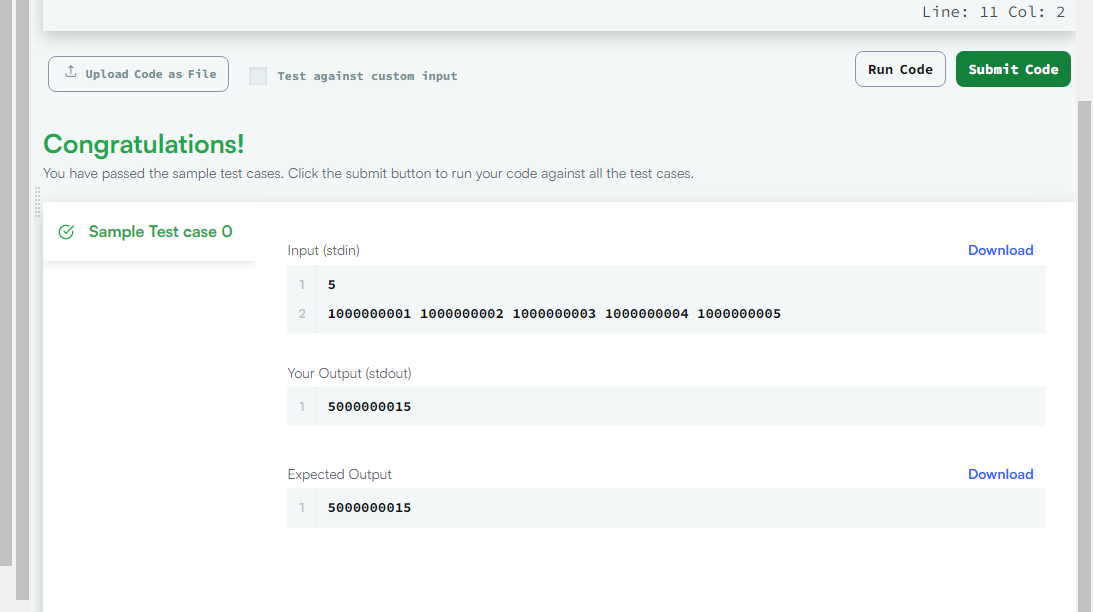 Line: 11 Col: 2
Upload Code as File
Test against custom input
Run Code
Submit Code
Congratulations!
You have passed the sample test cases. Click the submit button to run your code against all the test cases.
Sample Test case 0
Input (stdin)
Download
1 5
2 1000000001 1000000002 1000000003 1000000004 1000000005
Your Output (stdout)
1 5000000015
Expected Output
Download
1 5000000015